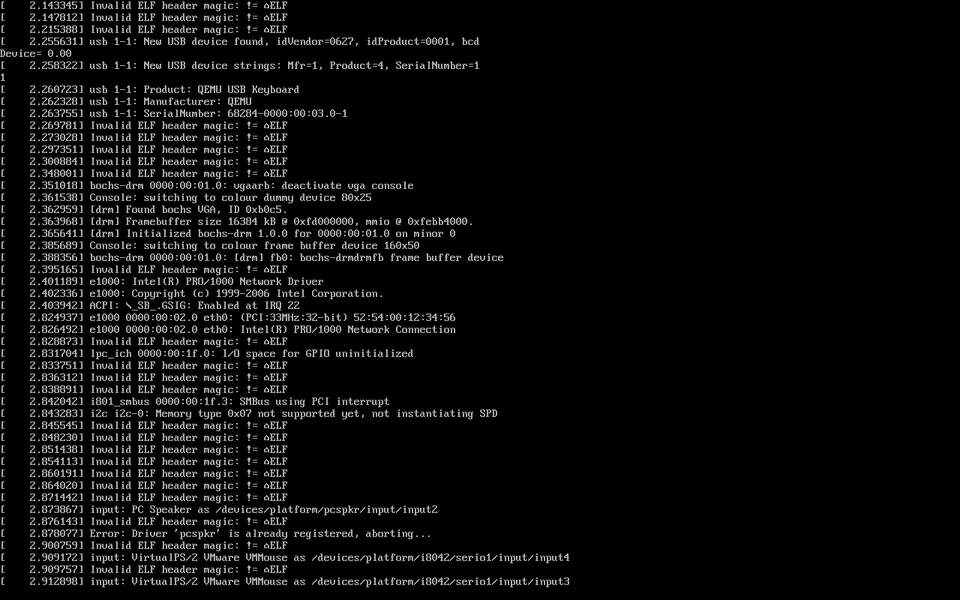 [    2.143345] Invalid ELF header magic: != ⌂ELF
[    2.147812] Invalid ELF header magic: != ⌂ELF
[    2.215388] Invalid ELF header magic: != ⌂ELF
[    2.255631] usb 1-1: New USB device found, idVendor=0627, idProduct=0001, bcd
Device= 0.00
[    2.258322] usb 1-1: New USB device strings: Mfr=1, Product=4, SerialNumber=1
1
[    2.260723] usb 1-1: Product: QEMU USB Keyboard
[    2.262328] usb 1-1: Manufacturer: QEMU
[    2.263755] usb 1-1: SerialNumber: 68284-0000:00:03.0-1
[    2.269781] Invalid ELF header magic: != ⌂ELF
[    2.273028] Invalid ELF header magic: != ⌂ELF
[    2.297351] Invalid ELF header magic: != ⌂ELF
[    2.300884] Invalid ELF header magic: != ⌂ELF
[    2.348001] Invalid ELF header magic: != ⌂ELF
[    2.351018] bochs-drm 0000:00:01.0: vgaarb: deactivate vga console
[    2.361538] Console: switching to colour dummy device 80x25
[    2.362959] [drm] Found bochs VGA, ID 0xb0c5.
[    2.363968] [drm] Framebuffer size 16384 kB @ 0xfd000000, mmio @ 0xfebb4000.
[    2.365641] [drm] Initialized bochs-drm 1.0.0 for 0000:00:01.0 on minor 0
[    2.385689] Console: switching to colour frame buffer device 160x50
[    2.388356] bochs-drm 0000:00:01.0: [drm] fb0: bochs-drmdrmfb frame buffer device
[    2.395165] Invalid ELF header magic: != ⌂ELF
[    2.401189] e1000: Intel(R) PRO/1000 Network Driver
[    2.402336] e1000: Copyright (c) 1999-2006 Intel Corporation.
[    2.403942] ACPI: \_SB_.GSIG: Enabled at IRQ 22
[    2.824937] e1000 0000:00:02.0 eth0: (PCI:33MHz:32-bit) 52:54:00:12:34:56
[    2.826492] e1000 0000:00:02.0 eth0: Intel(R) PRO/1000 Network Connection
[    2.828873] Invalid ELF header magic: != ⌂ELF
[    2.831704] lpc_ich 0000:00:1f.0: I/O space for GPIO uninitialized
[    2.833751] Invalid ELF header magic: != ⌂ELF
[    2.836312] Invalid ELF header magic: != ⌂ELF
[    2.838891] Invalid ELF header magic: != ⌂ELF
[    2.842042] i801_smbus 0000:00:1f.3: SMBus using PCI interrupt
[    2.843283] i2c i2c-0: Memory type 0x07 not supported yet, not instantiating SPD
[    2.845545] Invalid ELF header magic: != ⌂ELF
[    2.848230] Invalid ELF header magic: != ⌂ELF
[    2.851438] Invalid ELF header magic: != ⌂ELF
[    2.854113] Invalid ELF header magic: != ⌂ELF
[    2.860191] Invalid ELF header magic: != ⌂ELF
[    2.864020] Invalid ELF header magic: != ⌂ELF
[    2.871442] Invalid ELF header magic: != ⌂ELF
[    2.873867] input: PC Speaker as /devices/platform/pcspkr/input/input2
[    2.876143] Invalid ELF header magic: != ⌂ELF
[    2.878077] Error: Driver 'pcspkr' is already registered, aborting...
[    2.900759] Invalid ELF header magic: != ⌂ELF
[    2.909172] input: VirtualPS/2 VMware VMMouse as /devices/platform/i8042/serio1/input/input4
[    2.909757] Invalid ELF header magic: != ⌂ELF
[    2.912898] input: VirtualPS/2 VMware VMMouse as /devices/platform/i8042/serio1/input/input3